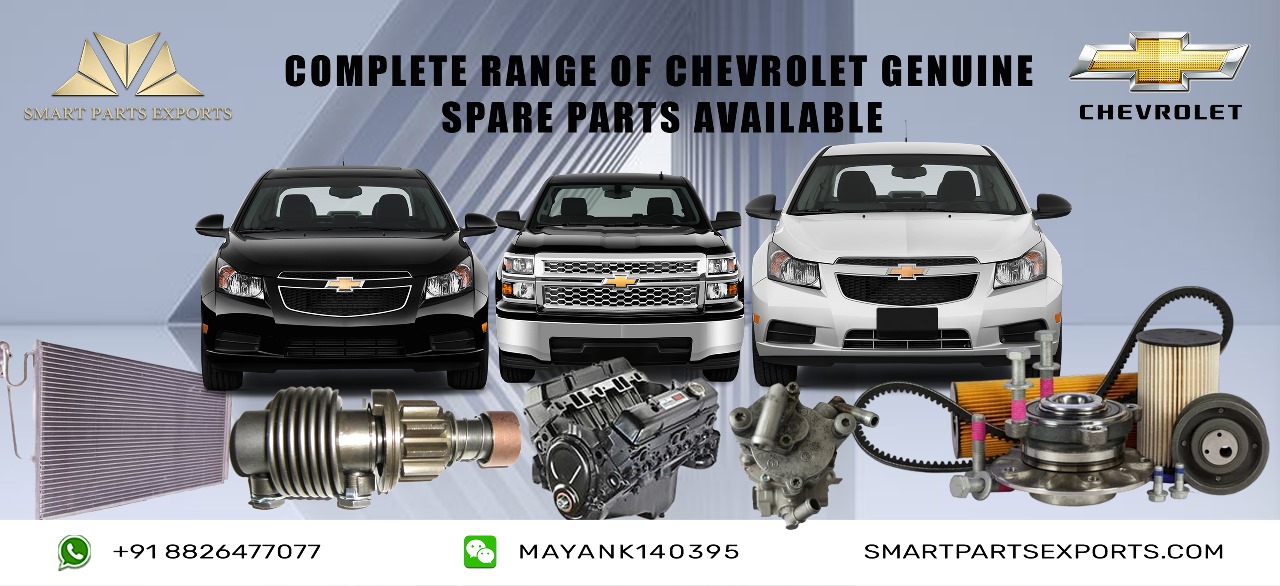 SMART PARTS EXPORTS
COMPLETE RANGE OF CHEVROLET GENUINE
SPARE PARTS AVAILABLE
CHEVROLET
+91 8826477077
MAYANK140395
SMARTPARTSEXPORTS.COM